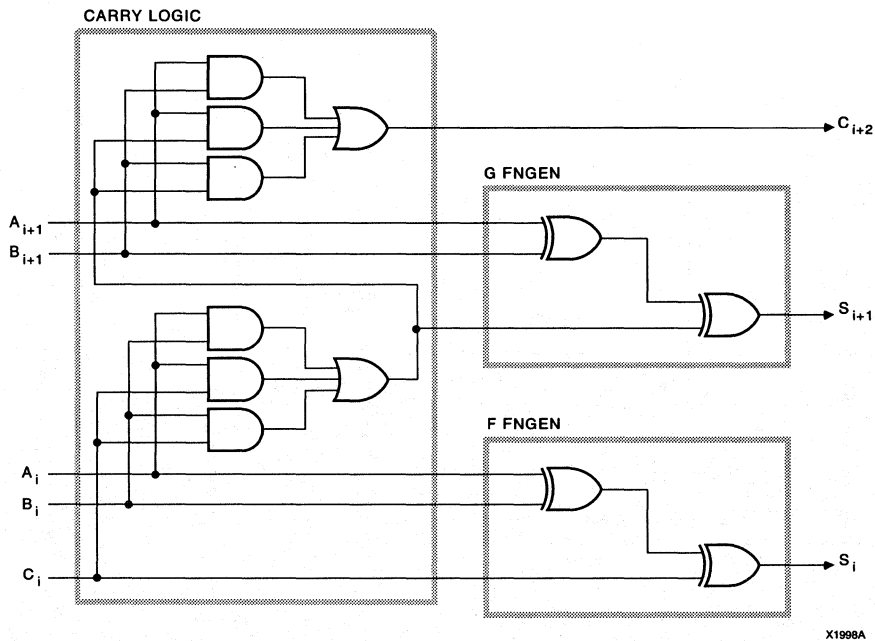 CARRY LOGIC
C i+2
G FNGEN
A i+1
B i+1
S i+1
F FNGEN
A i
B i
C i
S i
X1998A